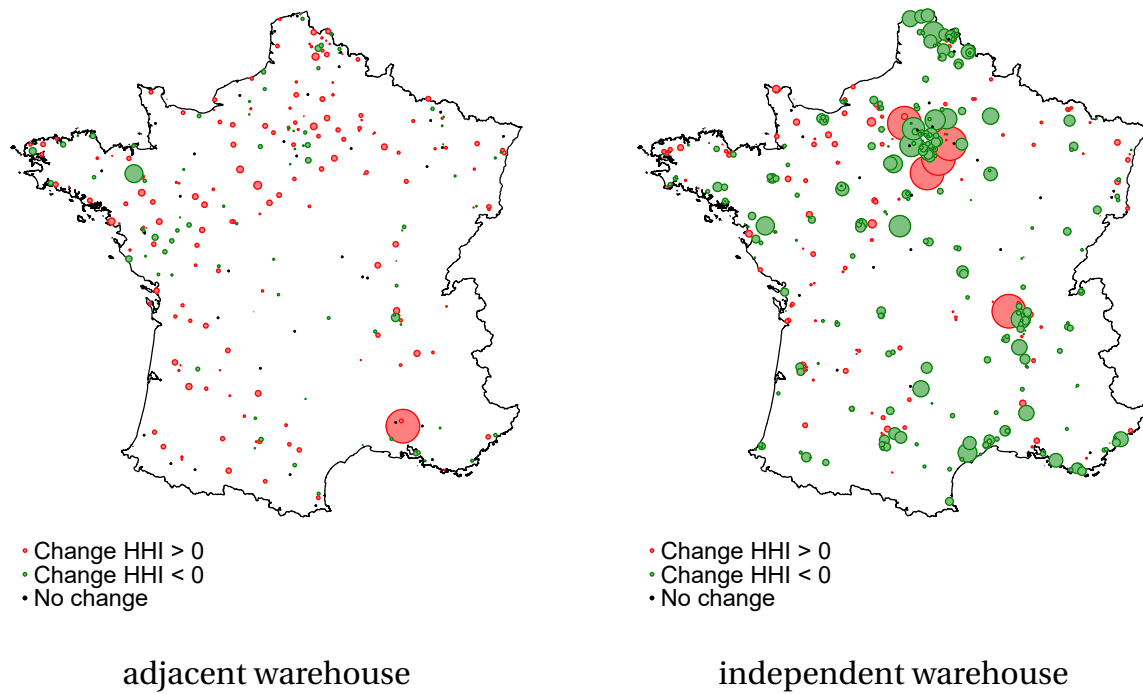 Change HHI > 0
Change HHI < 0
No change
adjacent warehouse
Change HHI > 0
Change HHI < 0
No change
independent warehouse